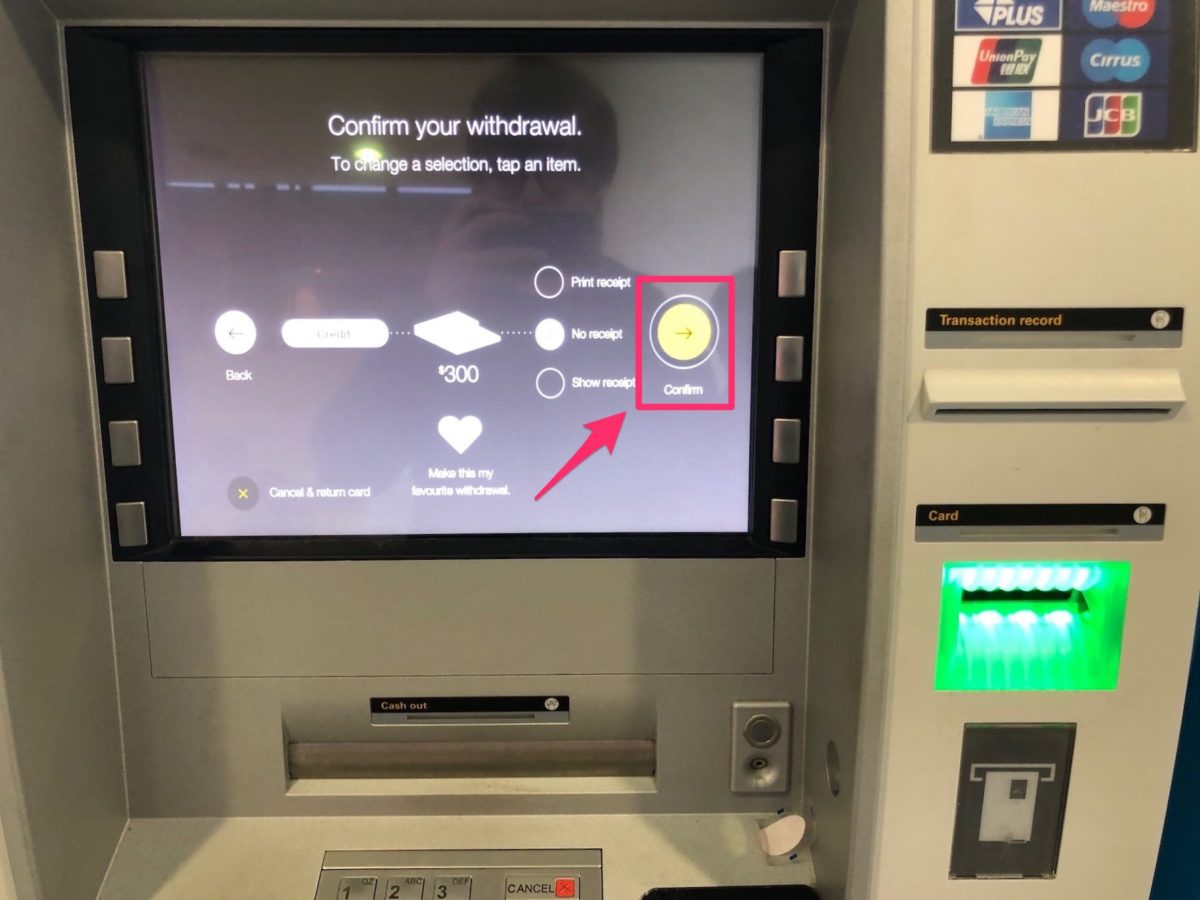 Confirm your withdrawal.
To change a selection, tap an item.
Print receipt
Credit
No receipt
Back
$300
Show receipt
Confirm
Make this my
favourite withdrawal.
Cancel & return card
PLUS
Maestro
UnionPay
银联
Cirrus
AMERICAN
EXPRESS
JCB
Transaction record
Card
Cash out
1 QZ
2 ABC
3 DEF
CANCEL